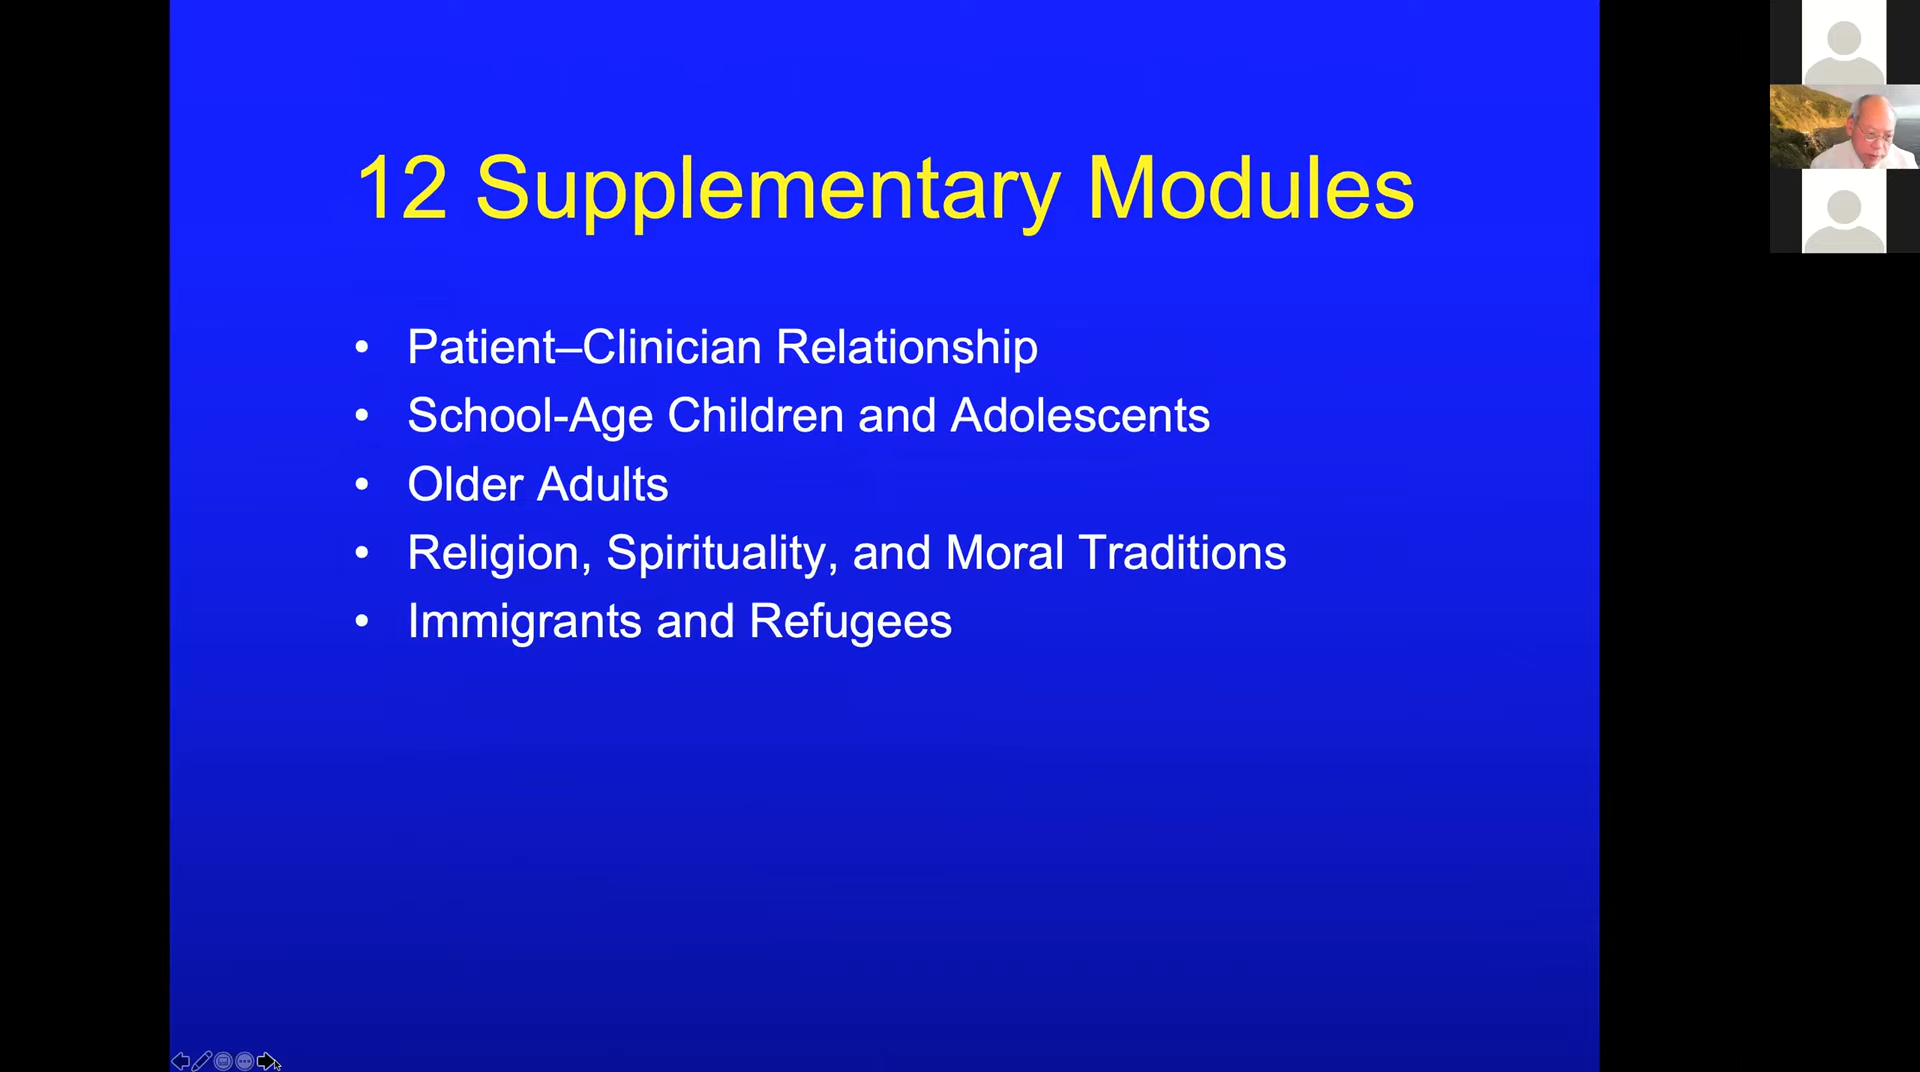 12 Supplementary Modules
• Patient–Clinician Relationship
• School-Age Children and Adolescents
• Older Adults
• Religion, Spirituality, and Moral Traditions
• Immigrants and Refugees